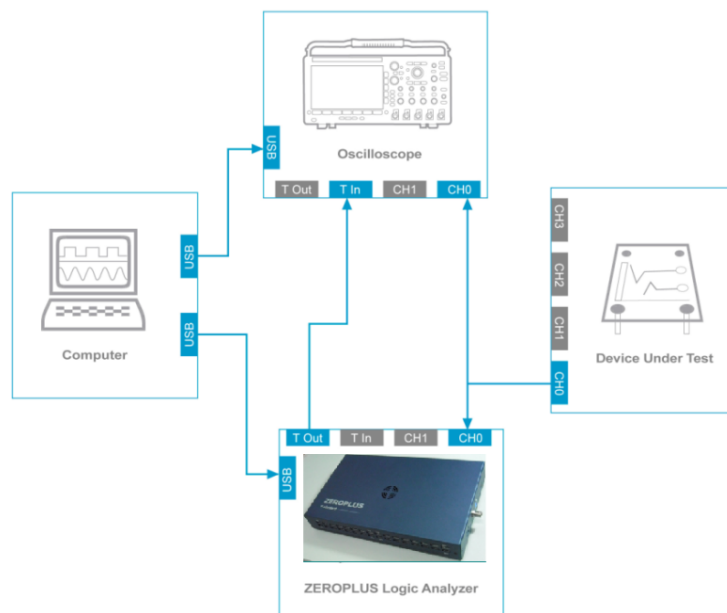 USB
Oscilloscope
T Out
T In
CH1
CH0
USB
USB
Computer
CH3
CH2
CH1
CH0
Device Under Test
T Out
T In
CH1
CH0
USB
ZEROPLUS
ZEROPLUS Logic Analyzer